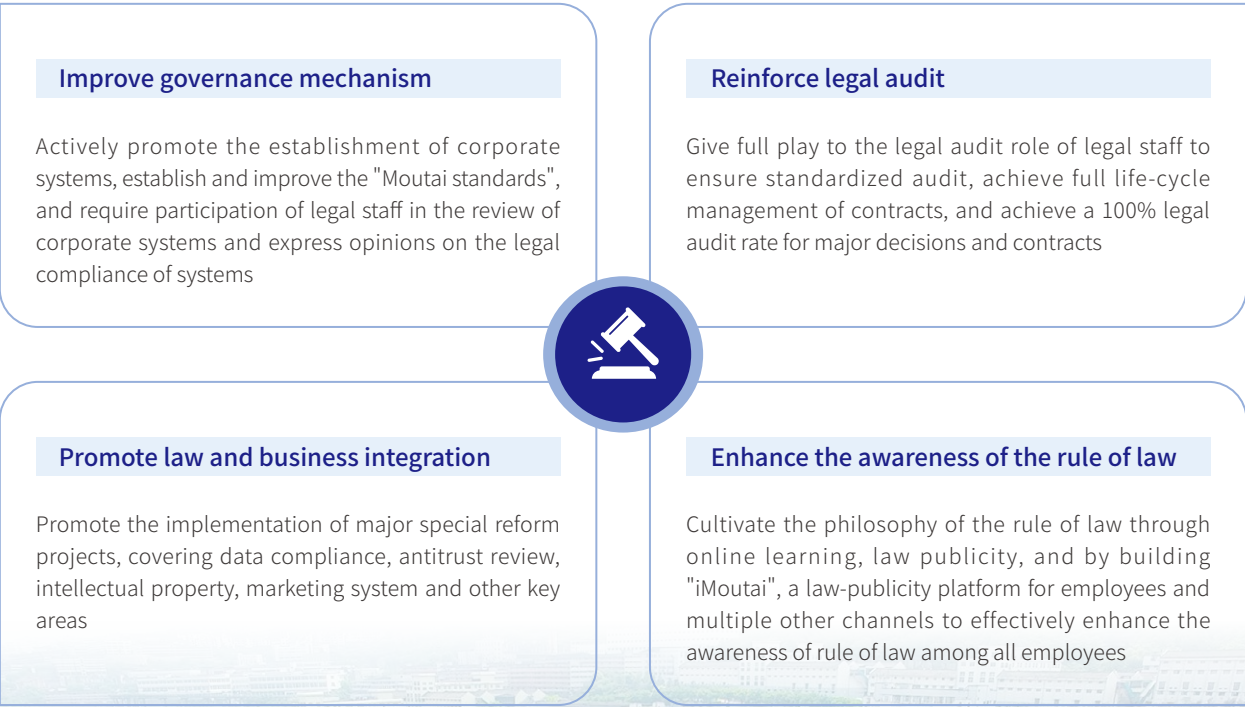 Improve governance mechanism
Actively promote the establishment of corporate
systems, establish and improve the "Moutai standards",
and require participation of legal staff in the review of
corporate systems and express opinions on the legal
compliance of systems
Reinforce legal audit
Give full play to the legal audit role of legal staff to
ensure standardized audit, achieve full life-cycle
management of contracts, and achieve a 100% legal
audit rate for major decisions and contracts
Promote law and business integration
Promote the implementation of major special reform
projects, covering data compliance, antitrust review,
intellectual property, marketing system and other key
areas
Enhance the awareness of the rule of law
Cultivate the philosophy of the rule of law through
online learning, law publicity, and by building
"iMoutai", a law-publicity platform for employees and
multiple other channels to effectively enhance the
awareness of rule of law among all employees